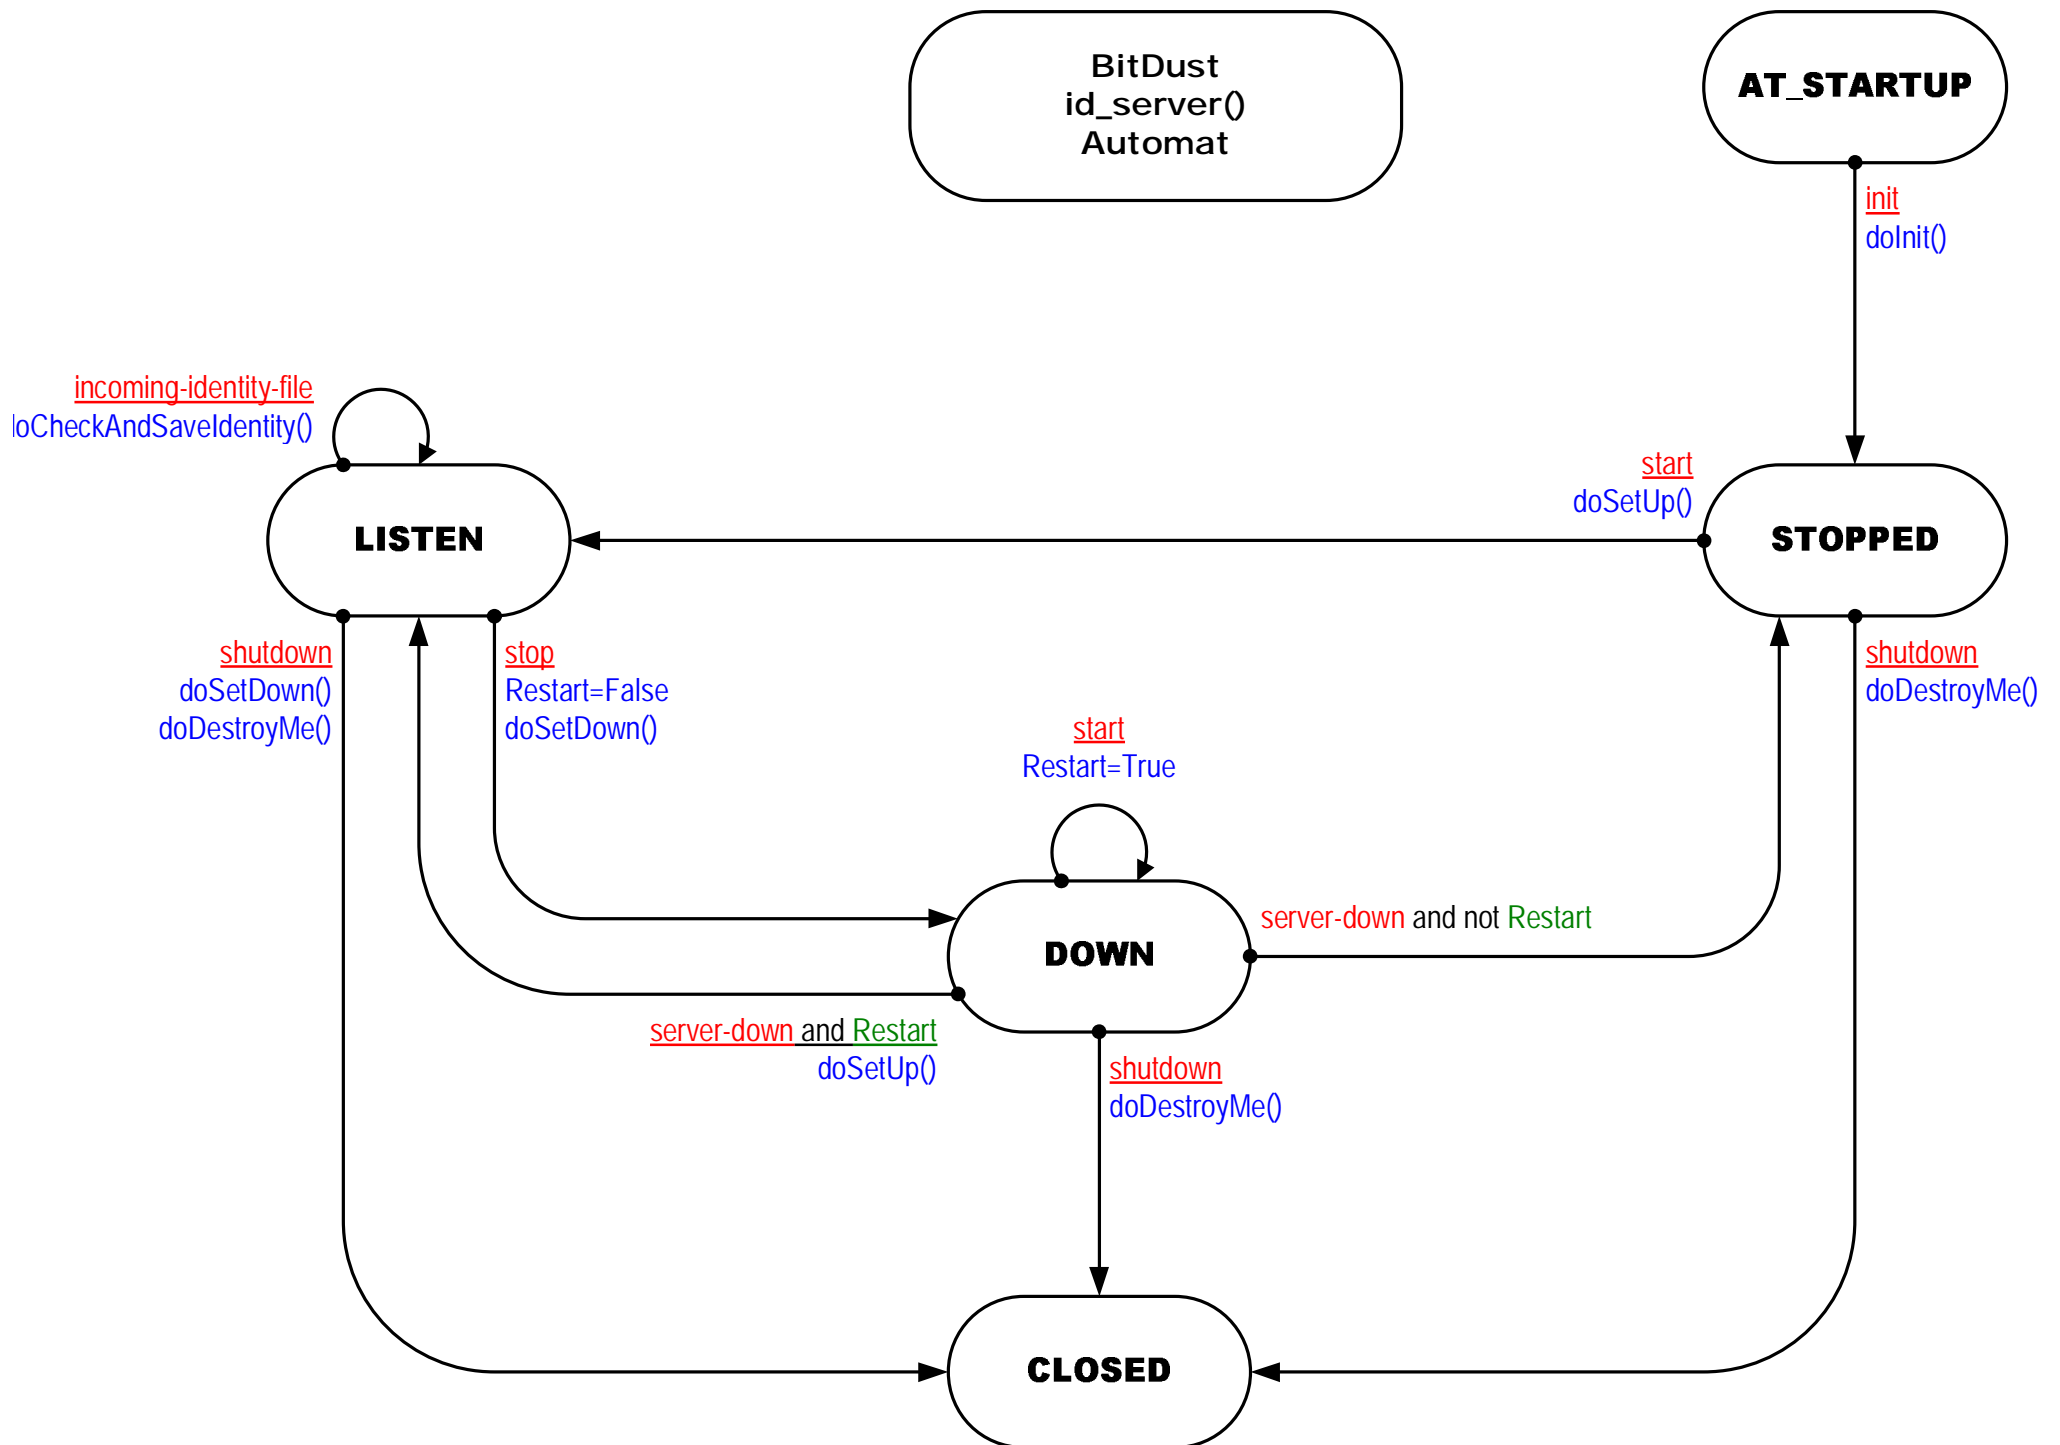 BitDust
id_server()
Automat
AT_STARTUP
init
doInit()
incoming-identity-file
doCheckAndSaveIdentity()
LISTEN
start
doSetUp()
STOPPED
shutdown
doSetDown()
doDestroyMe()
stop
Restart=False
doSetDown()
shutdown
doDestroyMe()
start
Restart=True
server-down and not Restart
DOWN
server-down and Restart
doSetUp()
shutdown
doDestroyMe()
CLOSED